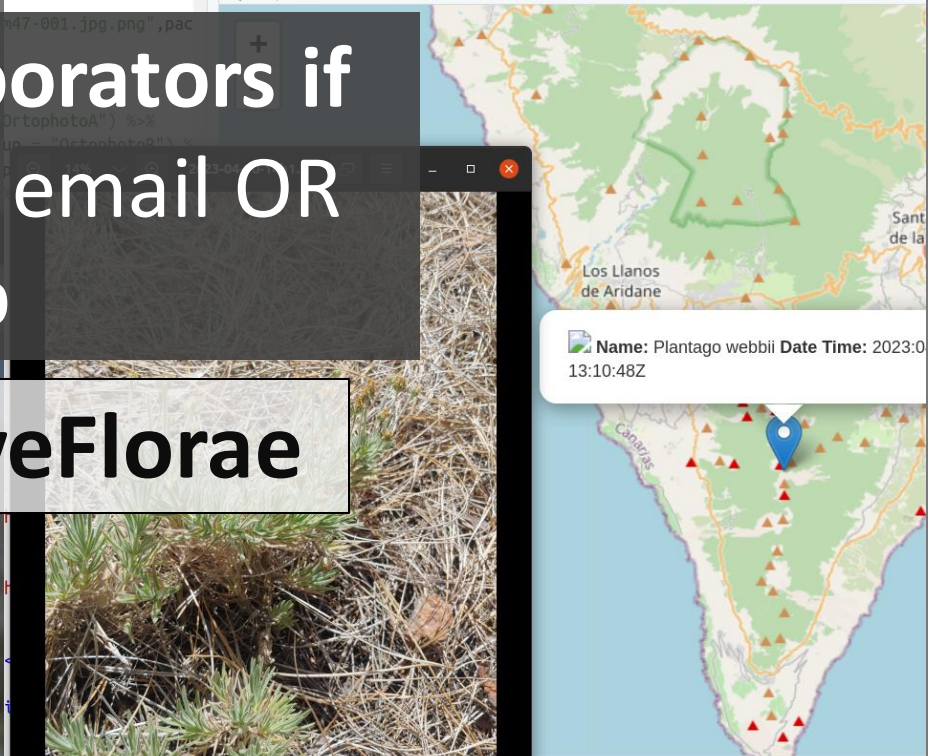 m47-001.jpg.png",pac
+
porators if
OrtophotoA") %>%
email OR
Sant
de la
Los Llanos
de Aridane
Name: Plantago webbii Date Time: 2023:0
13:10:48Z
veFlorae
Canarias